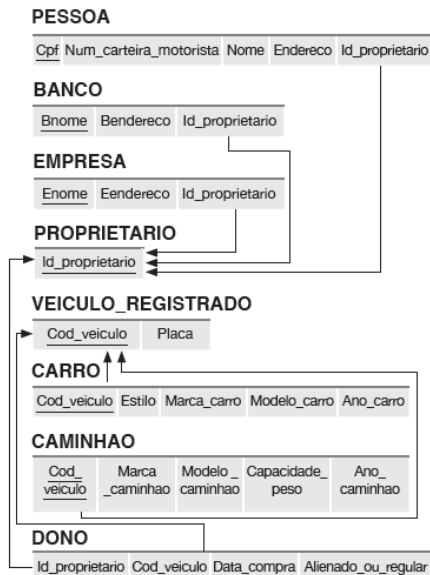 PESSOA
Cpf Num_carteira_motorista Nome Endereco Id_proprietario
BANCO
Bnome Bendereco Id_proprietario
EMPRESA
Enome Eendereco Id_proprietario
PROPRIETARIO
Id_proprietario
VEICULO_REGISTRADO
Cod_veiculo Placa
CARRO
Cod_veiculo Estilo Marca_carro Modelo_carro Ano_carro
CAMINHAO
Cod_ Marca Modelo_ Capacidade_ Ano_
veiculo _caminhao caminhao peso caminhao
DONO
Id_proprietario Cod_veiculo Data_compra Alienado_ou_regular